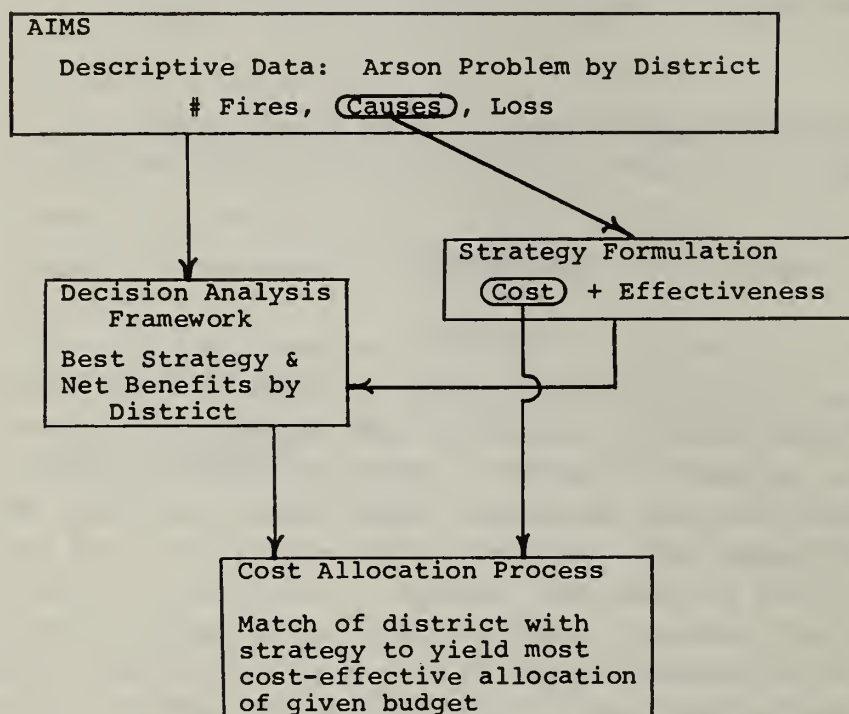 AIMS
Descriptive Data: Arson Problem by District
# Fires, Causes, Loss
Strategy Formulation
Cost + Effectiveness
Decision Analysis
Framework
Best Strategy &
Net Benefits by
District
Cost Allocation Process
Match of district with
strategy to yield most
cost-effective allocation
of given budget